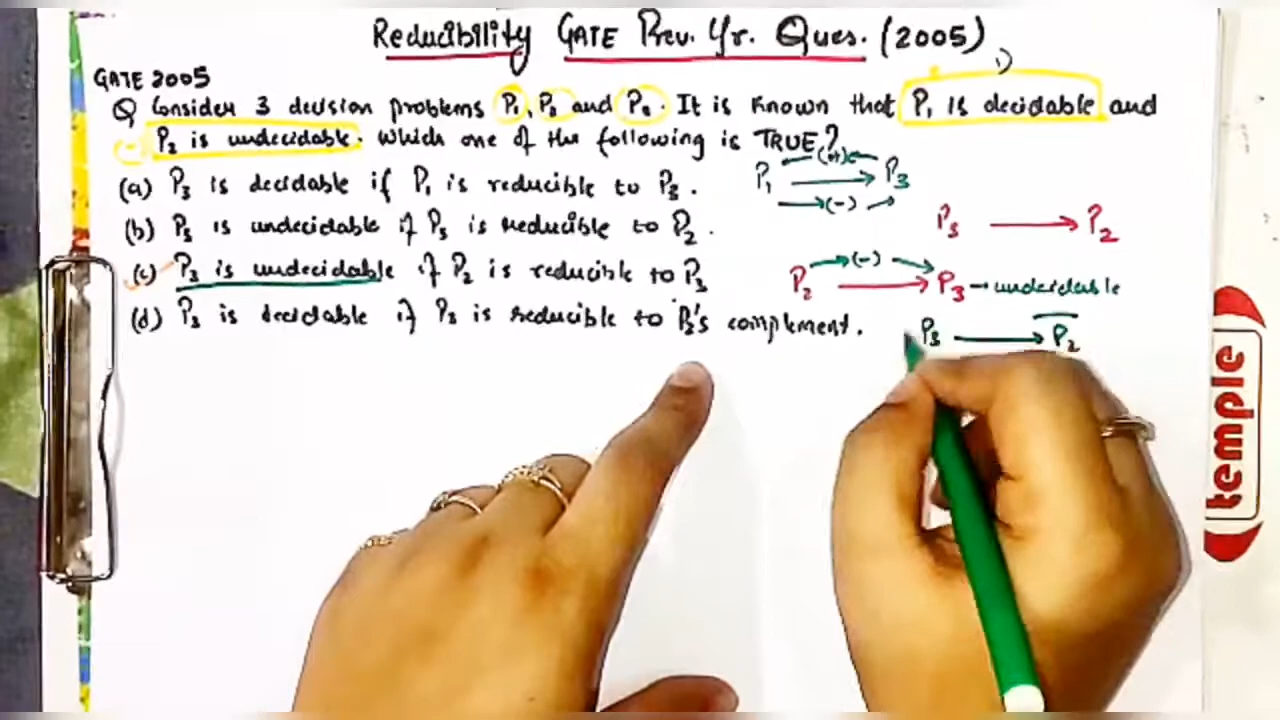 Reducibility GATE Prev. Yr. Ques. (2005)
GATE 2005
Q Consider 3 decision problems P₁, P₂ and P₃. It is known that P₁ is decidable and
P₂ is undecidable. Which one of the following is TRUE?
(a) P₃ is decidable if P₁ is reducible to P₃.
(b) P₃ is undecidable if P₃ is reducible to P₂.
(c) P₃ is undecidable if P₂ is reducible to P₃
(d) P₃ is decidable if P₃ is reducible to P₂'s complement.
(+)
P₁ → P₃
→(-)→
P₃ → P₂
→(-)→
P₂ → P₃ → undecidable
P₃ → P̅₂
temple